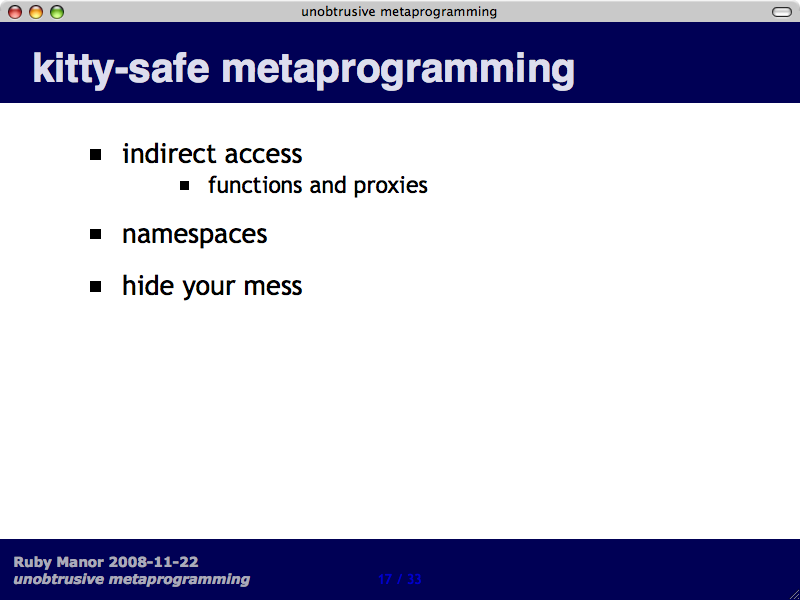 unobtrusive metaprogramming
kitty-safe metaprogramming
indirect access
functions and proxies
namespaces
hide your mess
Ruby Manor 2008-11-22
unobtrusive metaprogramming
17 / 33